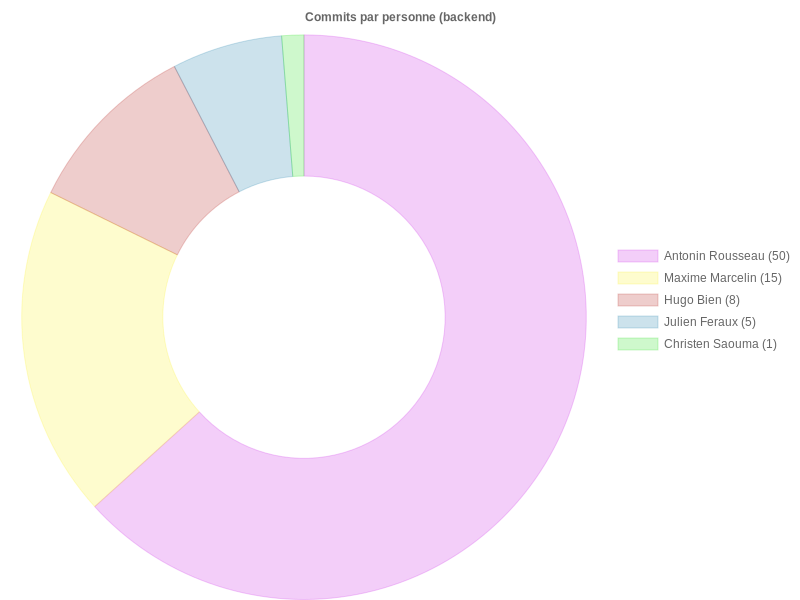 Commits par personne (backend)
Antonin Rousseau (50)
Maxime Marcelin (15)
Hugo Bien (8)
Julien Feraux (5)
Christen Saouma (1)